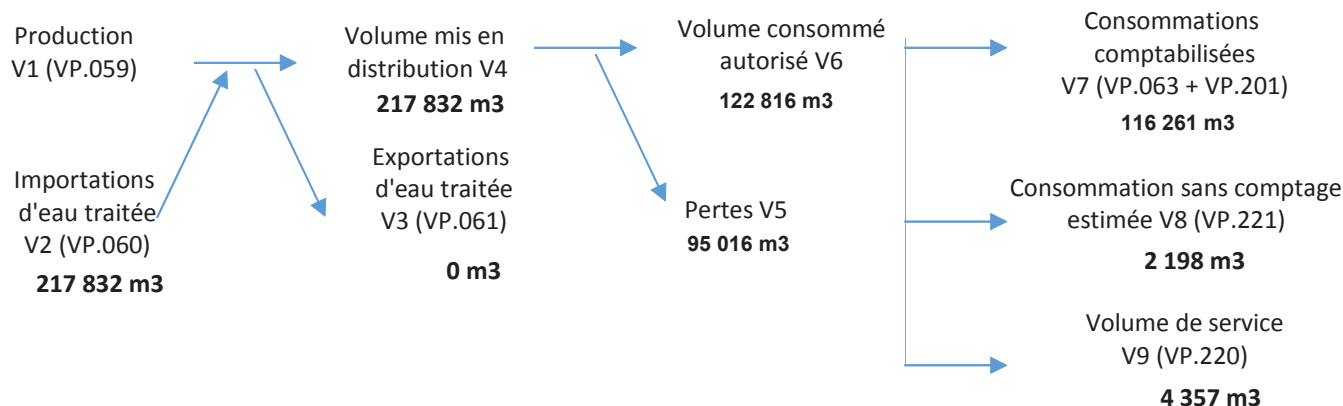 Production
V1 (VP.059)
Importations
d'eau traitée
V2 (VP.060)
217 832 m3
Volume mis en
distribution V4
217 832 m3
Exportations
d'eau traitée
V3 (VP.061)
0 m3
Volume consommé
autorisé V6
122 816 m3
Pertes V5
95 016 m3
Consommations
comptabilisées
V7 (VP.063 + VP.201)
116 261 m3
Consommation sans comptage
estimée V8 (VP.221)
2 198 m3
Volume de service
V9 (VP.220)
4 357 m3